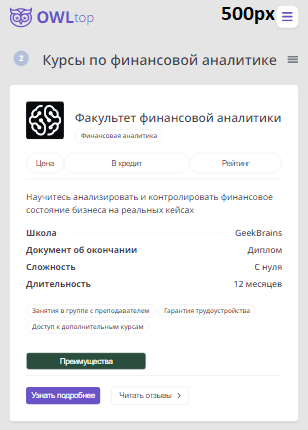 OWLtop
500px
2
Курсы по финансовой аналитике
Факультет финансовой аналитики
Финансовая аналитика
Цена
В кредит
Рейтинг
Научитесь анализировать и контролировать финансовое
состояние бизнеса на реальных кейсах
Школа GeekBrains
Документ об окончании Диплом
Сложность С нуля
Длительность 12 месяцев
Занятия в группе с преподавателем
Гарантия трудоустройства
Доступ к дополнительным курсам
Преимущества
Узнать подробнее
Читать отзывы